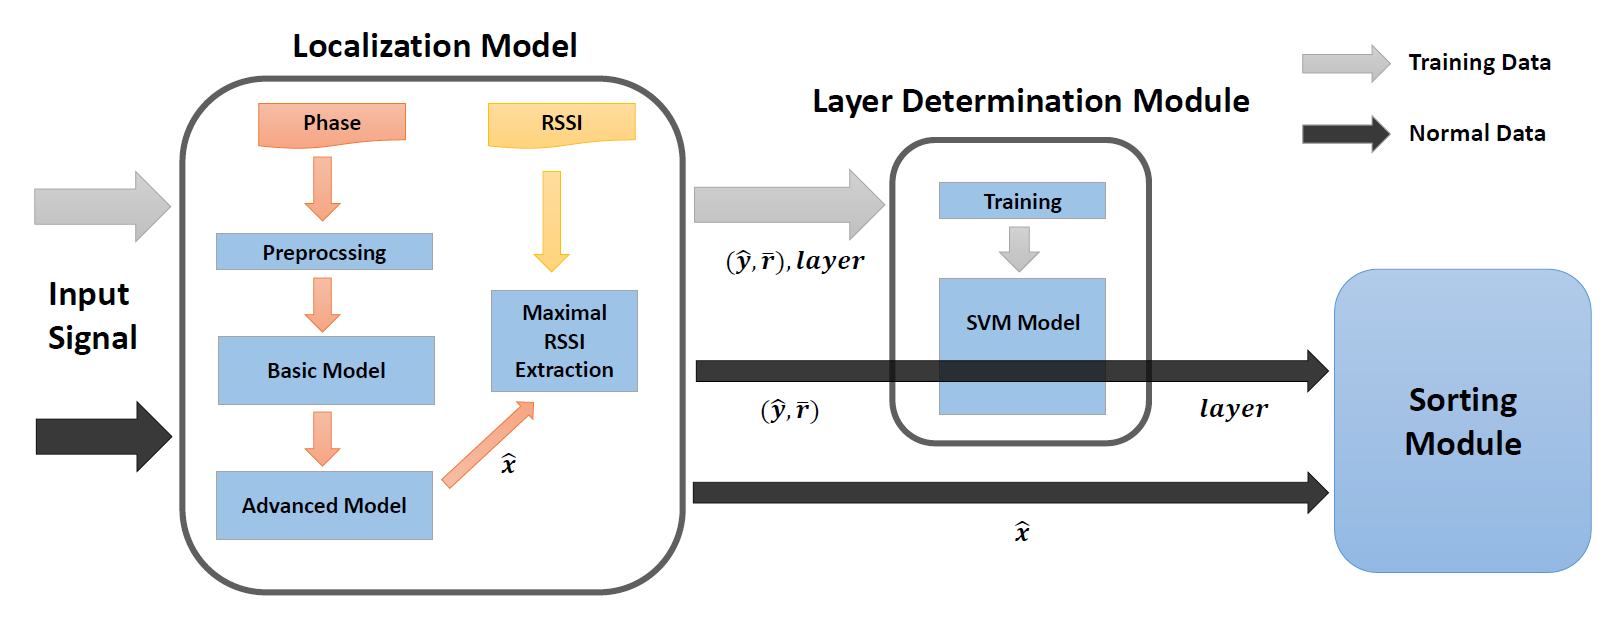 Localization Model
Layer Determination Module
Training Data
Normal Data
Input
Signal
Phase
RSSI
Preprocssing
Basic Model
Advanced Model
Maximal
RSSI
Extraction
x̂
(ŷ, r̄), layer
(ŷ, r̄)
Training
SVM Model
layer
x̂
Sorting
Module